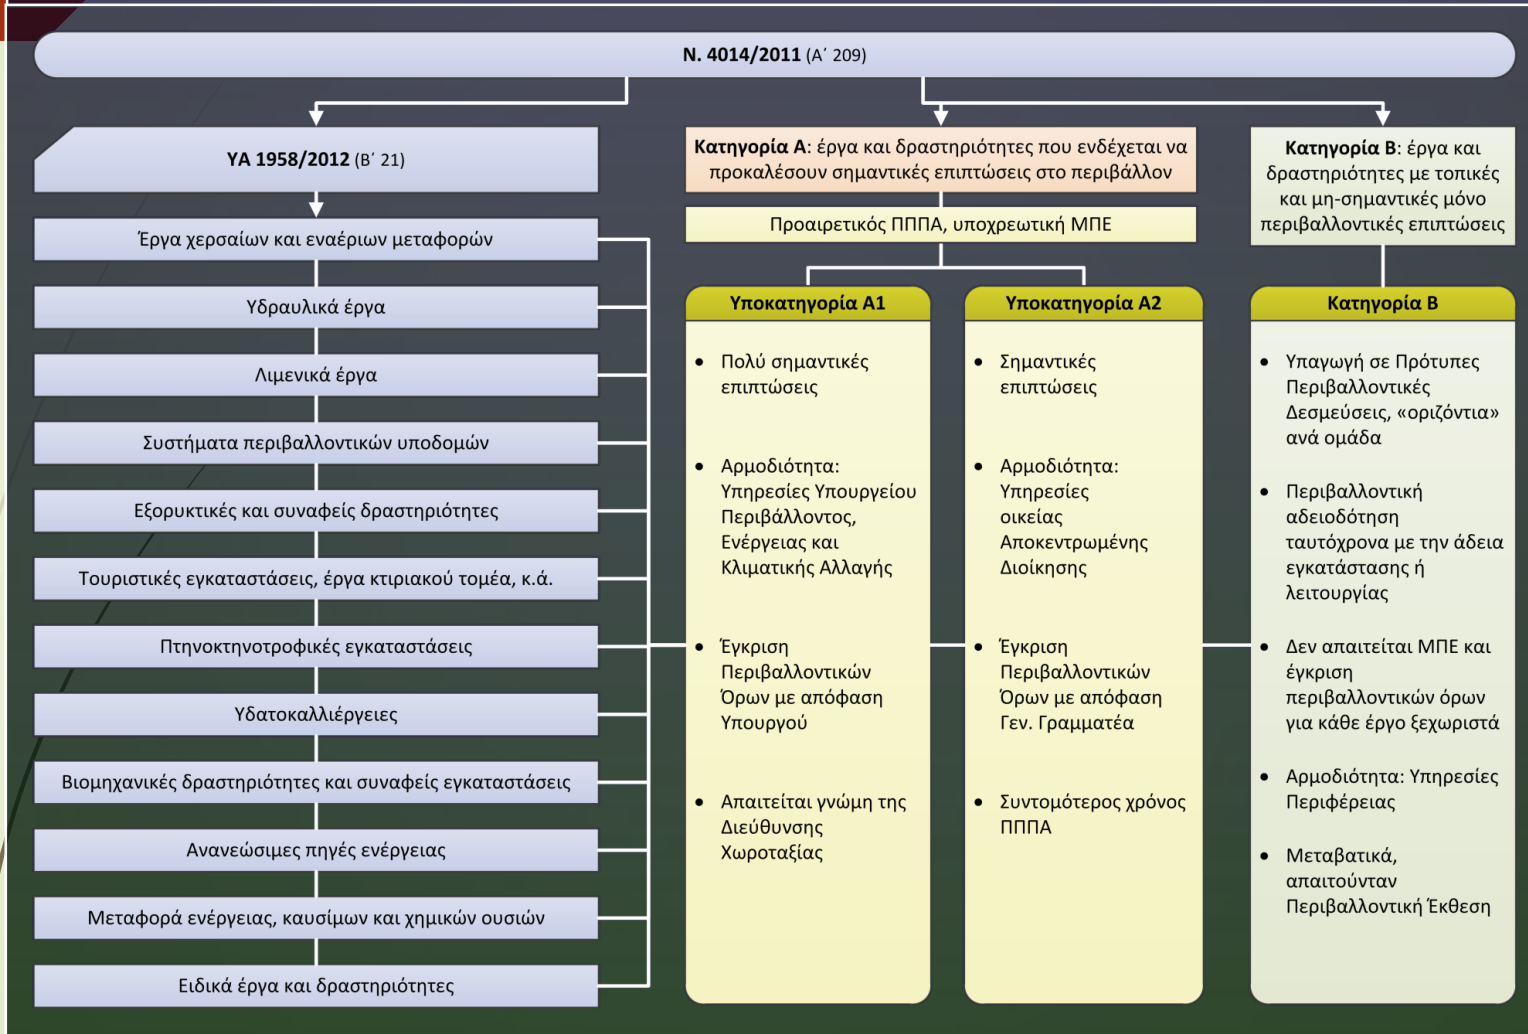 Ν. 4014/2011 (Α΄ 209)
ΥΑ 1958/2012 (Β΄ 21)
Έργα χερσαίων και εναέριων μεταφορών
Υδραυλικά έργα
Λιμενικά έργα
Συστήματα περιβαλλοντικών υποδομών
Εξορυκτικές και συναφείς δραστηριότητες
Τουριστικές εγκαταστάσεις, έργα κτιριακού τομέα, κ.ά.
Πτηνοκτηνοτροφικές εγκαταστάσεις
Υδατοκαλλιέργειες
Βιομηχανικές δραστηριότητες και συναφείς εγκαταστάσεις
Ανανεώσιμες πηγές ενέργειας
Μεταφορά ενέργειας, καυσίμων και χημικών ουσιών
Ειδικά έργα και δραστηριότητες
Κατηγορία Α: έργα και δραστηριότητες που ενδέχεται να
προκαλέσουν σημαντικές επιπτώσεις στο περιβάλλον
Προαιρετικός ΠΠΠΑ, υποχρεωτική ΜΠΕ
Υποκατηγορία Α1
• Πολύ σημαντικές
επιπτώσεις
• Αρμοδιότητα:
Υπηρεσίες Υπουργείου
Περιβάλλοντος,
Ενέργειας και
Κλιματικής Αλλαγής
• Έγκριση
Περιβαλλοντικών
Όρων με απόφαση
Υπουργού
• Απαιτείται γνώμη της
Διεύθυνσης
Χωροταξίας
Υποκατηγορία Α2
• Σημαντικές
επιπτώσεις
• Αρμοδιότητα:
Υπηρεσίες
οικείας
Αποκεντρωμένης
Διοίκησης
• Έγκριση
Περιβαλλοντικών
Όρων με απόφαση
Γεν. Γραμματέα
• Συντομότερος χρόνος
ΠΠΠΑ
Κατηγορία Β: έργα και
δραστηριότητες με τοπικές
και μη-σημαντικές μόνο
περιβαλλοντικές επιπτώσεις
Κατηγορία Β
• Υπαγωγή σε Πρότυπες
Περιβαλλοντικές
Δεσμεύσεις, «οριζόντια»
ανά ομάδα
• Περιβαλλοντική
αδειοδότηση
ταυτόχρονα με την άδεια
εγκατάστασης ή
λειτουργίας
• Δεν απαιτείται ΜΠΕ και
έγκριση
περιβαλλοντικών όρων
για κάθε έργο ξεχωριστά
• Αρμοδιότητα: Υπηρεσίες
Περιφέρειας
• Μεταβατικά,
απαιτούνταν
Περιβαλλοντική Έκθεση